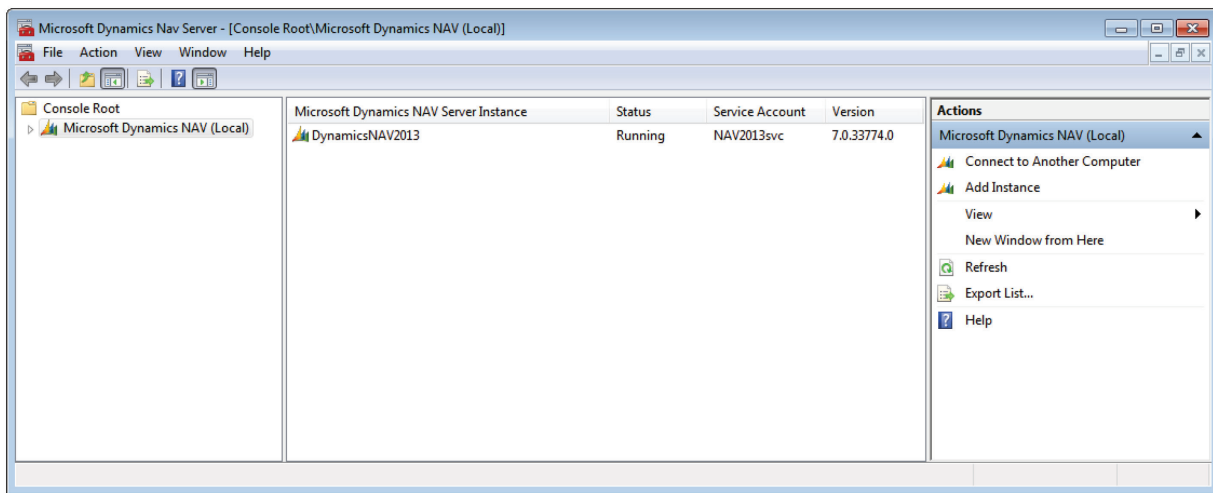 Microsoft Dynamics Nav Server - [Console Root\Microsoft Dynamics NAV (Local)]
File Action View Window Help
Console Root
Microsoft Dynamics NAV (Local)
Microsoft Dynamics NAV Server Instance Status Service Account Version
DynamicsNAV2013 Running NAV2013svc 7.0.33774.0
Actions
Microsoft Dynamics NAV (Local)
Connect to Another Computer
Add Instance
View
New Window from Here
Refresh
Export List...
Help